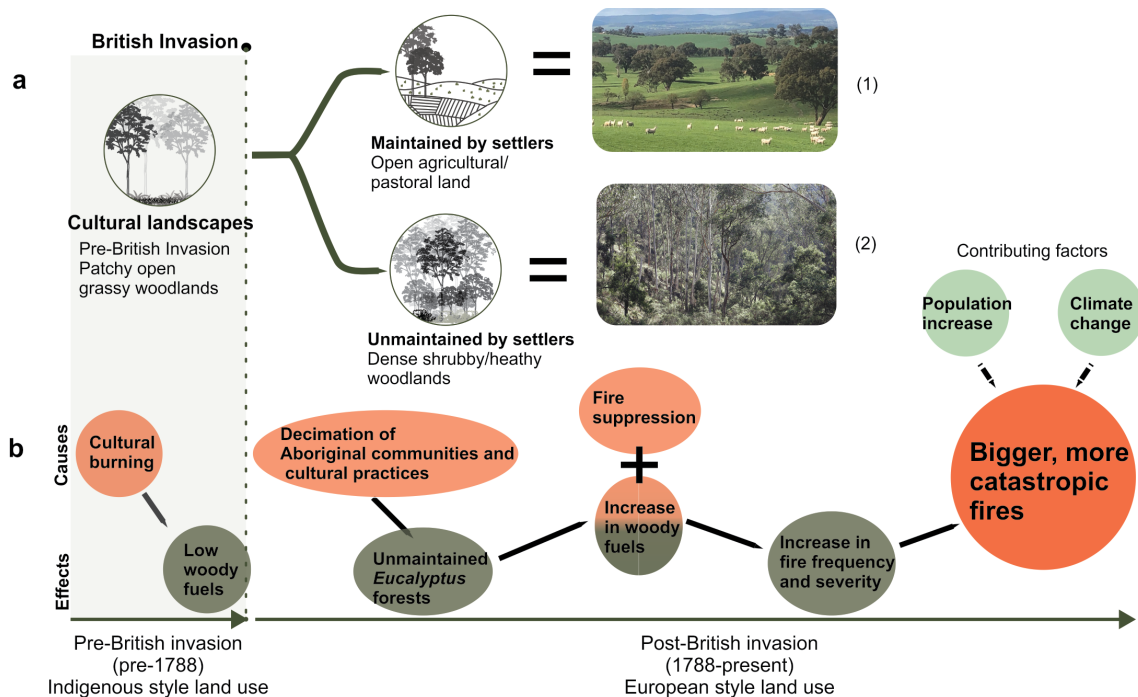 British Invasion
a
Cultural landscapes
Pre-British Invasion
Patchy open
grassy woodlands
Maintained by settlers
Open agricultural/
pastoral land
(1)
Unmaintained by settlers
Dense shrubby/heathy
woodlands
(2)
Contributing factors
Population
increase
Climate
change
b
Causes
Effects
Cultural
burning
Low
woody
fuels
Decimation of
Aboriginal communities and
cultural practices
Unmaintained
Eucalyptus
forests
Fire
suppression
+
Increase
in woody
fuels
Increase in
fire frequency
and severity
Bigger, more
catastropic
fires
Pre-British invasion
(pre-1788)
Indigenous style land use
Post-British invasion
(1788-present)
European style land use